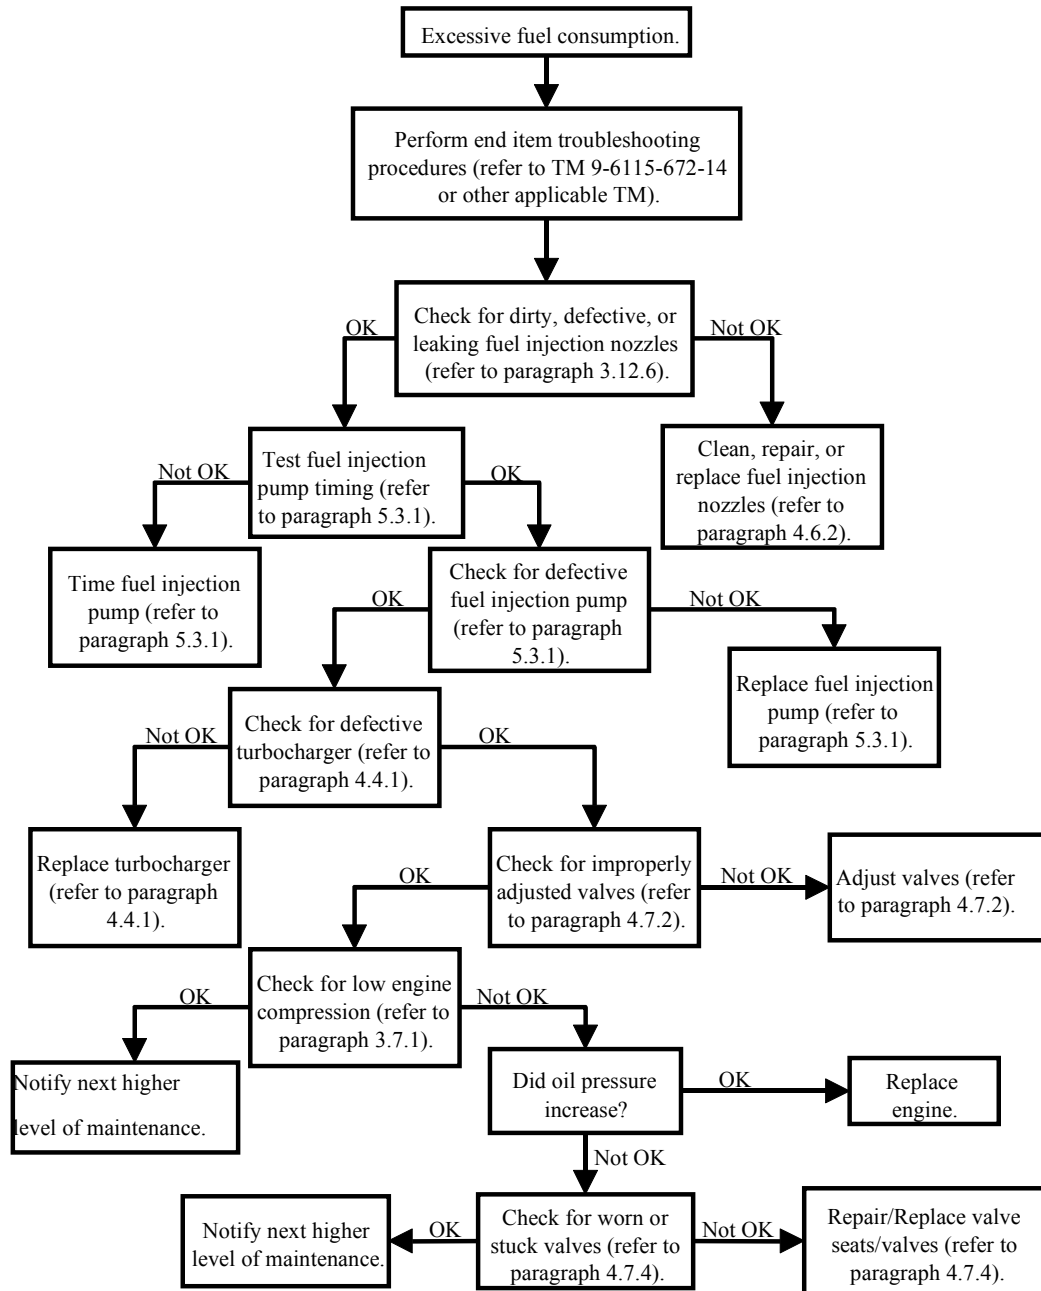 Excessive fuel consumption.
Perform end item troubleshooting
procedures (refer to TM 9-6115-672-14
or other applicable TM).
OK
Check for dirty, defective, or
leaking fuel injection nozzles
(refer to paragraph 3.12.6).
Not OK
Not OK
Test fuel injection
pump timing (refer
to paragraph 5.3.1).
OK
Clean, repair, or
replace fuel injection
nozzles (refer to
paragraph 4.6.2).
Time fuel injection
pump (refer to
paragraph 5.3.1).
OK
Check for defective
fuel injection pump
(refer to paragraph
5.3.1).
Not OK
Not OK
Check for defective
turbocharger (refer to
paragraph 4.4.1).
OK
Replace fuel injection
pump (refer to
paragraph 5.3.1).
Replace turbocharger
(refer to paragraph
4.4.1).
OK
Check for improperly
adjusted valves (refer
to paragraph 4.7.2).
Not OK
Adjust valves (refer
to paragraph 4.7.2).
OK
Check for low engine
compression (refer to
paragraph 3.7.1).
Not OK
Notify next higher
level of maintenance.
Did oil pressure
increase?
OK
Replace
engine.
Not OK
Notify next higher
level of maintenance.
OK
Check for worn or
stuck valves (refer to
paragraph 4.7.4).
Not OK
Repair/Replace valve
seats/valves (refer to
paragraph 4.7.4).